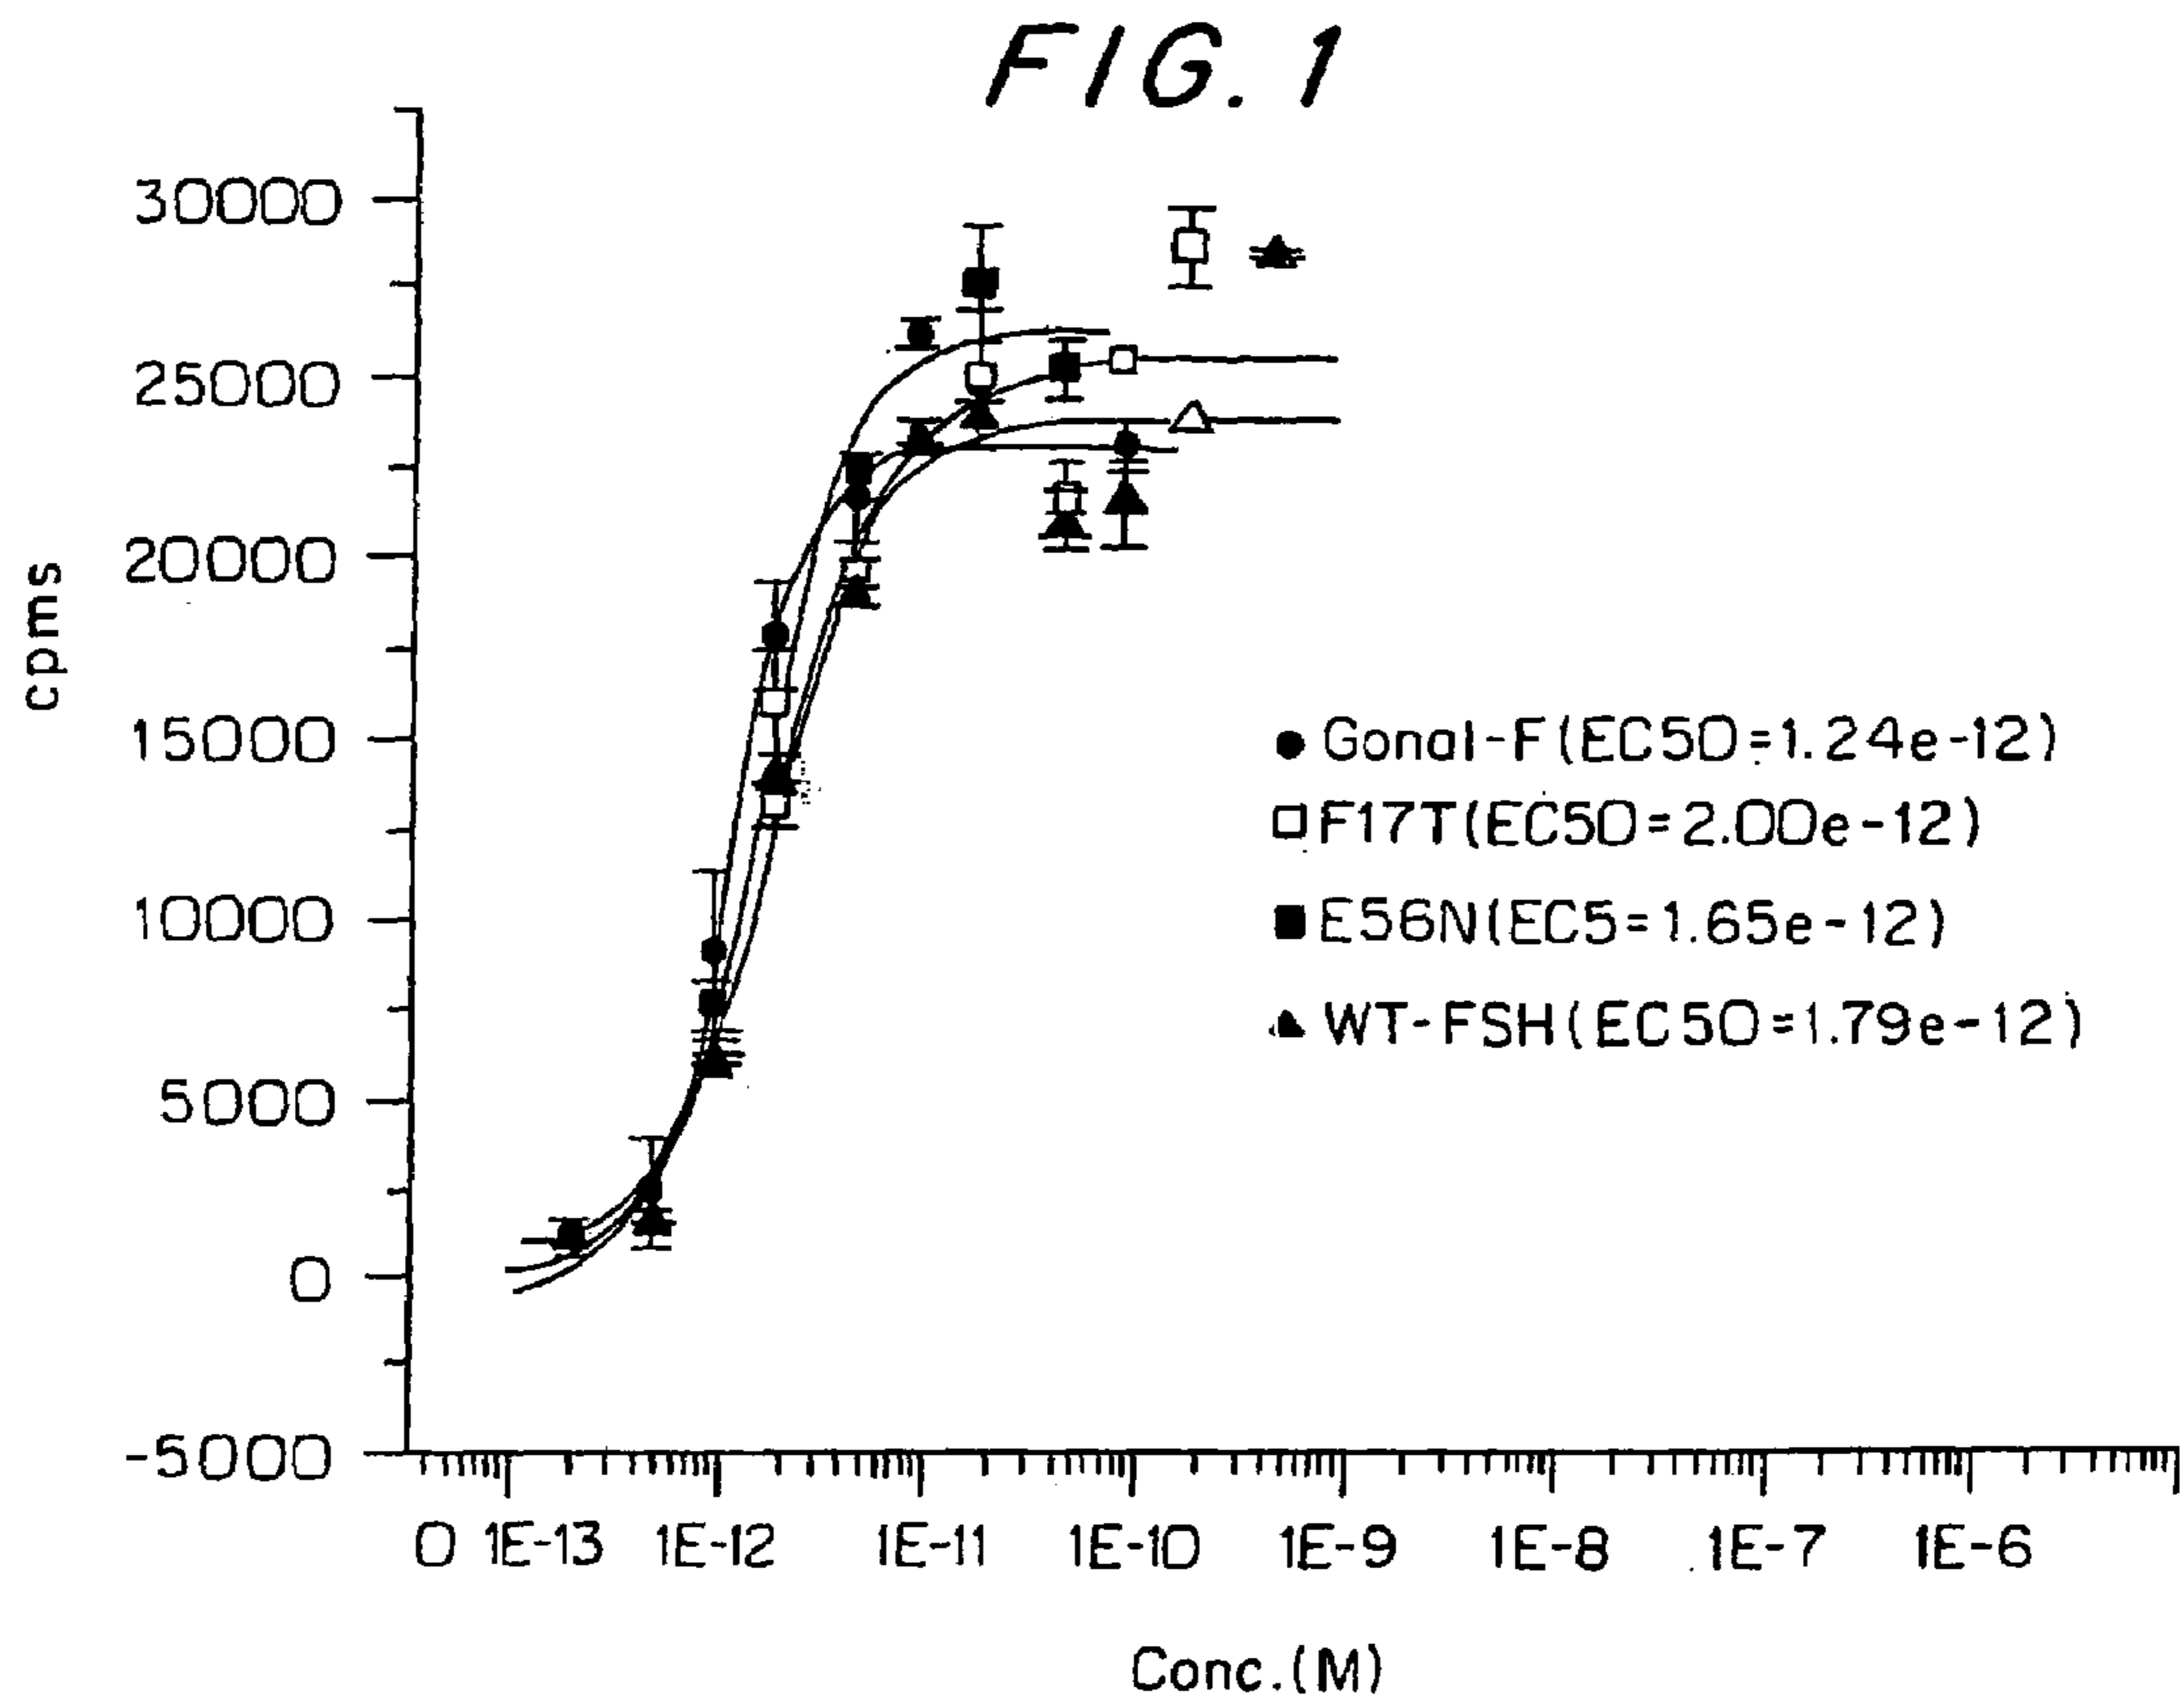 FIG. 1
30000
25000
20000
15000
10000
5000
0
-5000
cpms
● Gonal-F(EC50=1.24e-12)
□ F17T(EC50=2.00e-12)
■ E56N(EC5=1.65e-12)
▲ WT-FSH(EC50=1.79e-12)
0 1E-13 1E-12 1E-11 1E-10 1E-9 1E-8 1E-7 1E-6
Conc.(M)